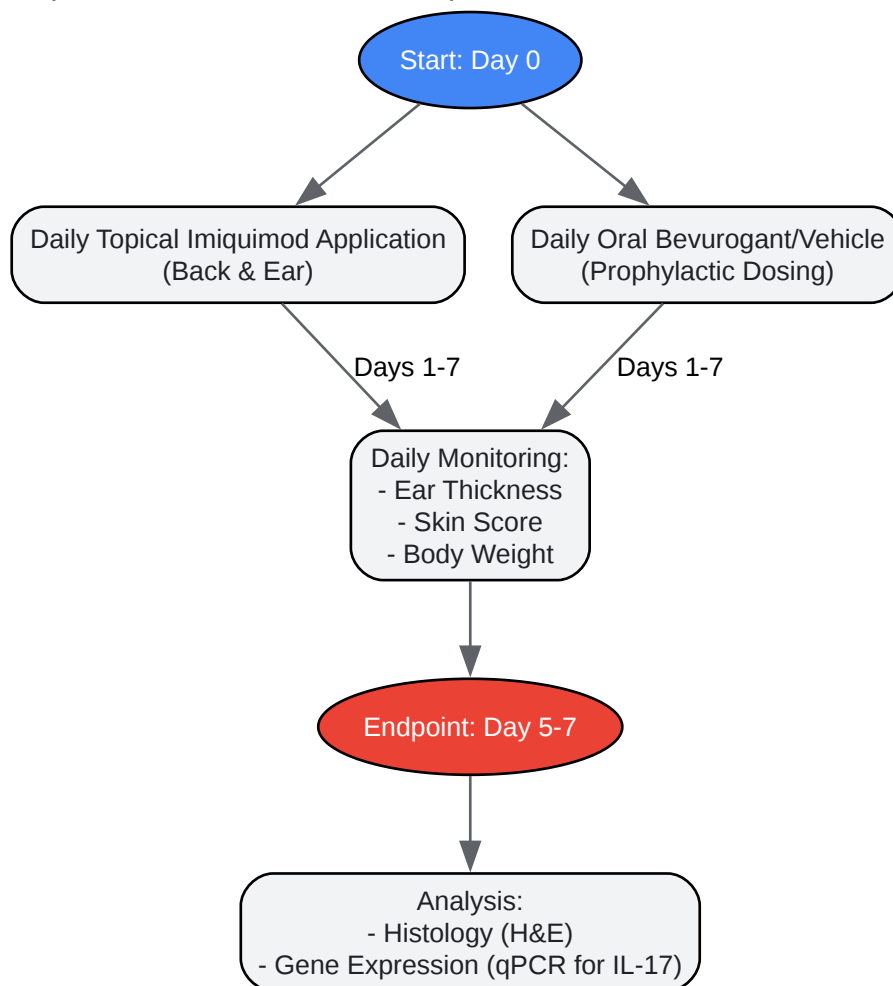 Start: Day 0
Daily Topical Imiquimod Application
(Back & Ear)
Daily Oral Bevurogant/Vehicle
(Prophylactic Dosing)
Days 1-7
Days 1-7
Daily Monitoring:
- Ear Thickness
- Skin Score
- Body Weight
Endpoint: Day 5-7
Analysis:
- Histology (H&E)
- Gene Expression (qPCR for IL-17)